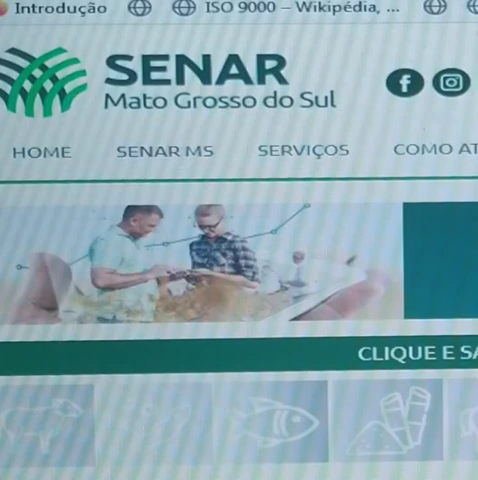 Introdução ISO 9000 – Wikipédia, ...
SENAR
Mato Grosso do Sul
HOME SENAR MS SERVIÇOS COMO AT
CLIQUE E SA